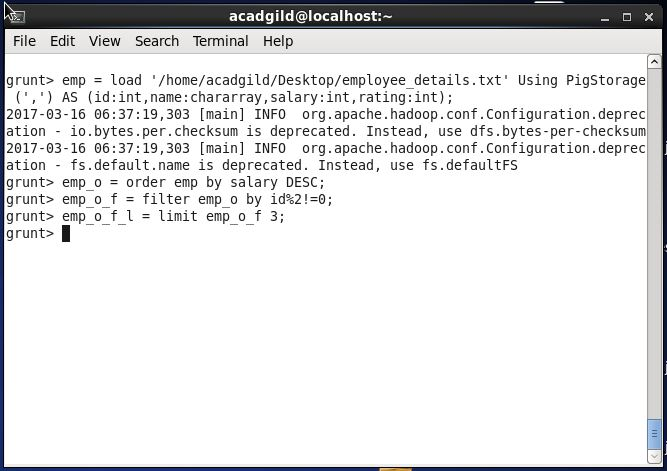 acadgild@localhost:~
File Edit View Search Terminal Help
grunt> emp = load '/home/acadgild/Desktop/employee_details.txt' Using PigStorage
 (',') AS (id:int,name:chararray,salary:int,rating:int);
2017-03-16 06:37:19,303 [main] INFO  org.apache.hadoop.conf.Configuration.deprec
ation - io.bytes.per.checksum is deprecated. Instead, use dfs.bytes-per-checksum
2017-03-16 06:37:19,303 [main] INFO  org.apache.hadoop.conf.Configuration.deprec
ation - fs.default.name is deprecated. Instead, use fs.defaultFS
grunt> emp_o = order emp by salary DESC;
grunt> emp_o_f = filter emp_o by id%2!=0;
grunt> emp_o_f_l = limit emp_o_f 3;
grunt>